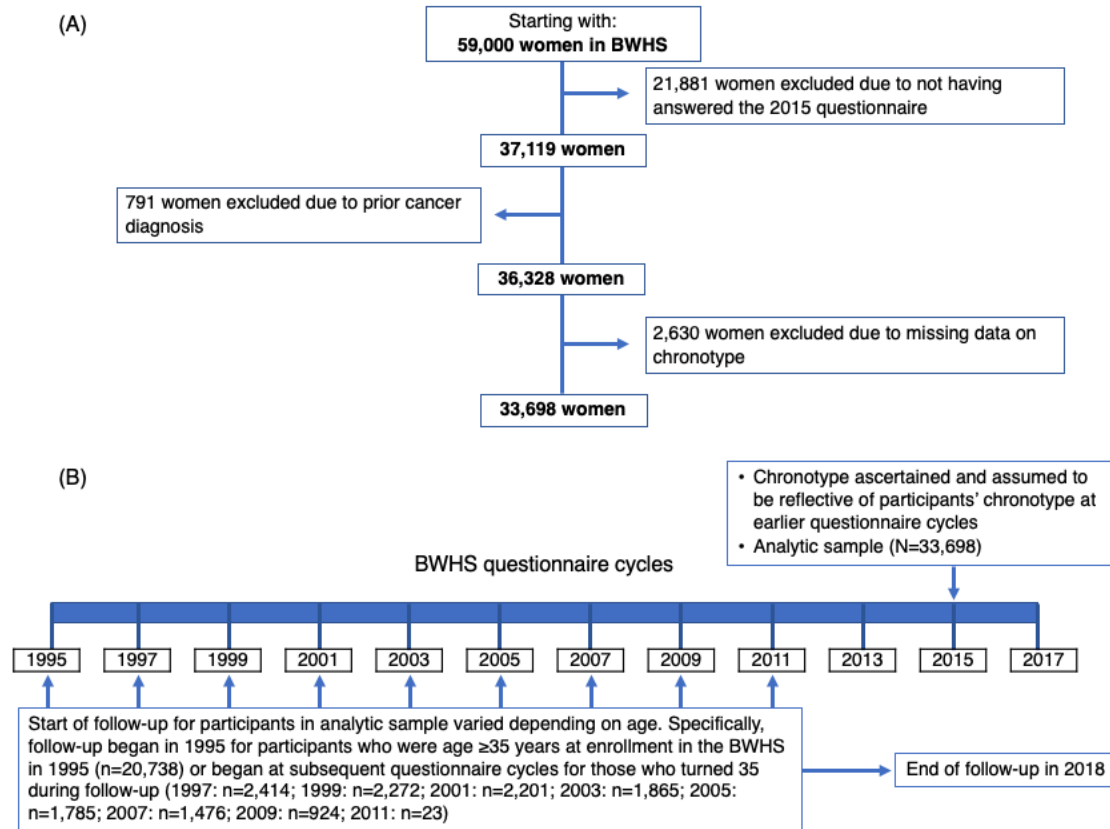 (A)
Starting with:
59,000 women in BWHS
21,881 women excluded due to not having
answered the 2015 questionnaire
37,119 women
791 women excluded due to prior cancer
diagnosis
36,328 women
2,630 women excluded due to missing data on
chronotype
33,698 women
(B)
• Chronotype ascertained and assumed to
be reflective of participants’ chronotype at
earlier questionnaire cycles
• Analytic sample (N=33,698)
BWHS questionnaire cycles
1995 1997 1999 2001 2003 2005 2007 2009 2011 2013 2015 2017
Start of follow-up for participants in analytic sample varied depending on age. Specifically,
follow-up began in 1995 for participants who were age ≥35 years at enrollment in the BWHS
in 1995 (n=20,738) or began at subsequent questionnaire cycles for those who turned 35
during follow-up (1997: n=2,414; 1999: n=2,272; 2001: n=2,201; 2003: n=1,865; 2005:
n=1,785; 2007: n=1,476; 2009: n=924; 2011: n=23)
End of follow-up in 2018